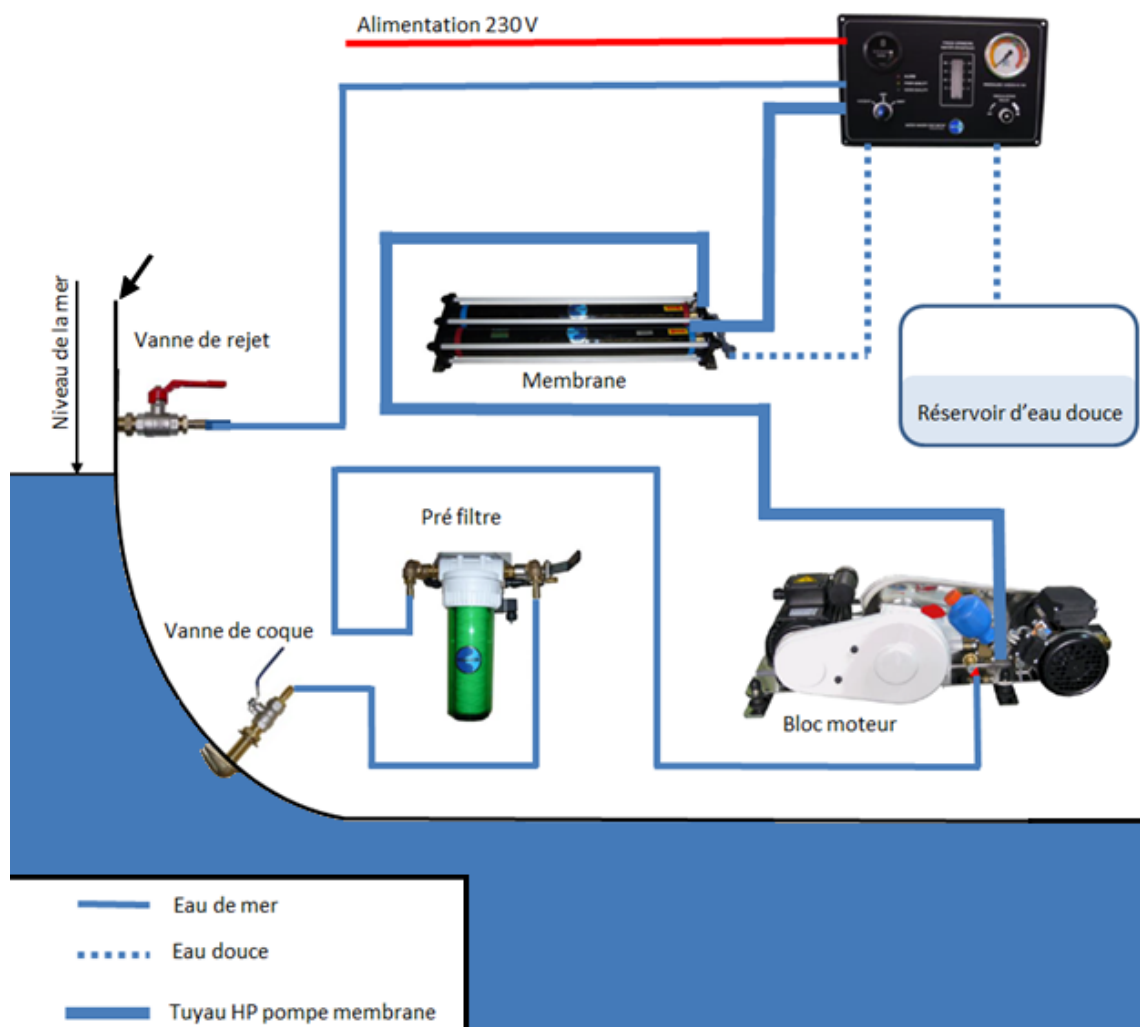 Alimentation 230 V
Niveau de la mer
Vanne de rejet
Membrane
Réservoir d'eau douce
Pré filtre
Vanne de coque
Bloc moteur
Eau de mer
Eau douce
Tuyau HP pompe membrane